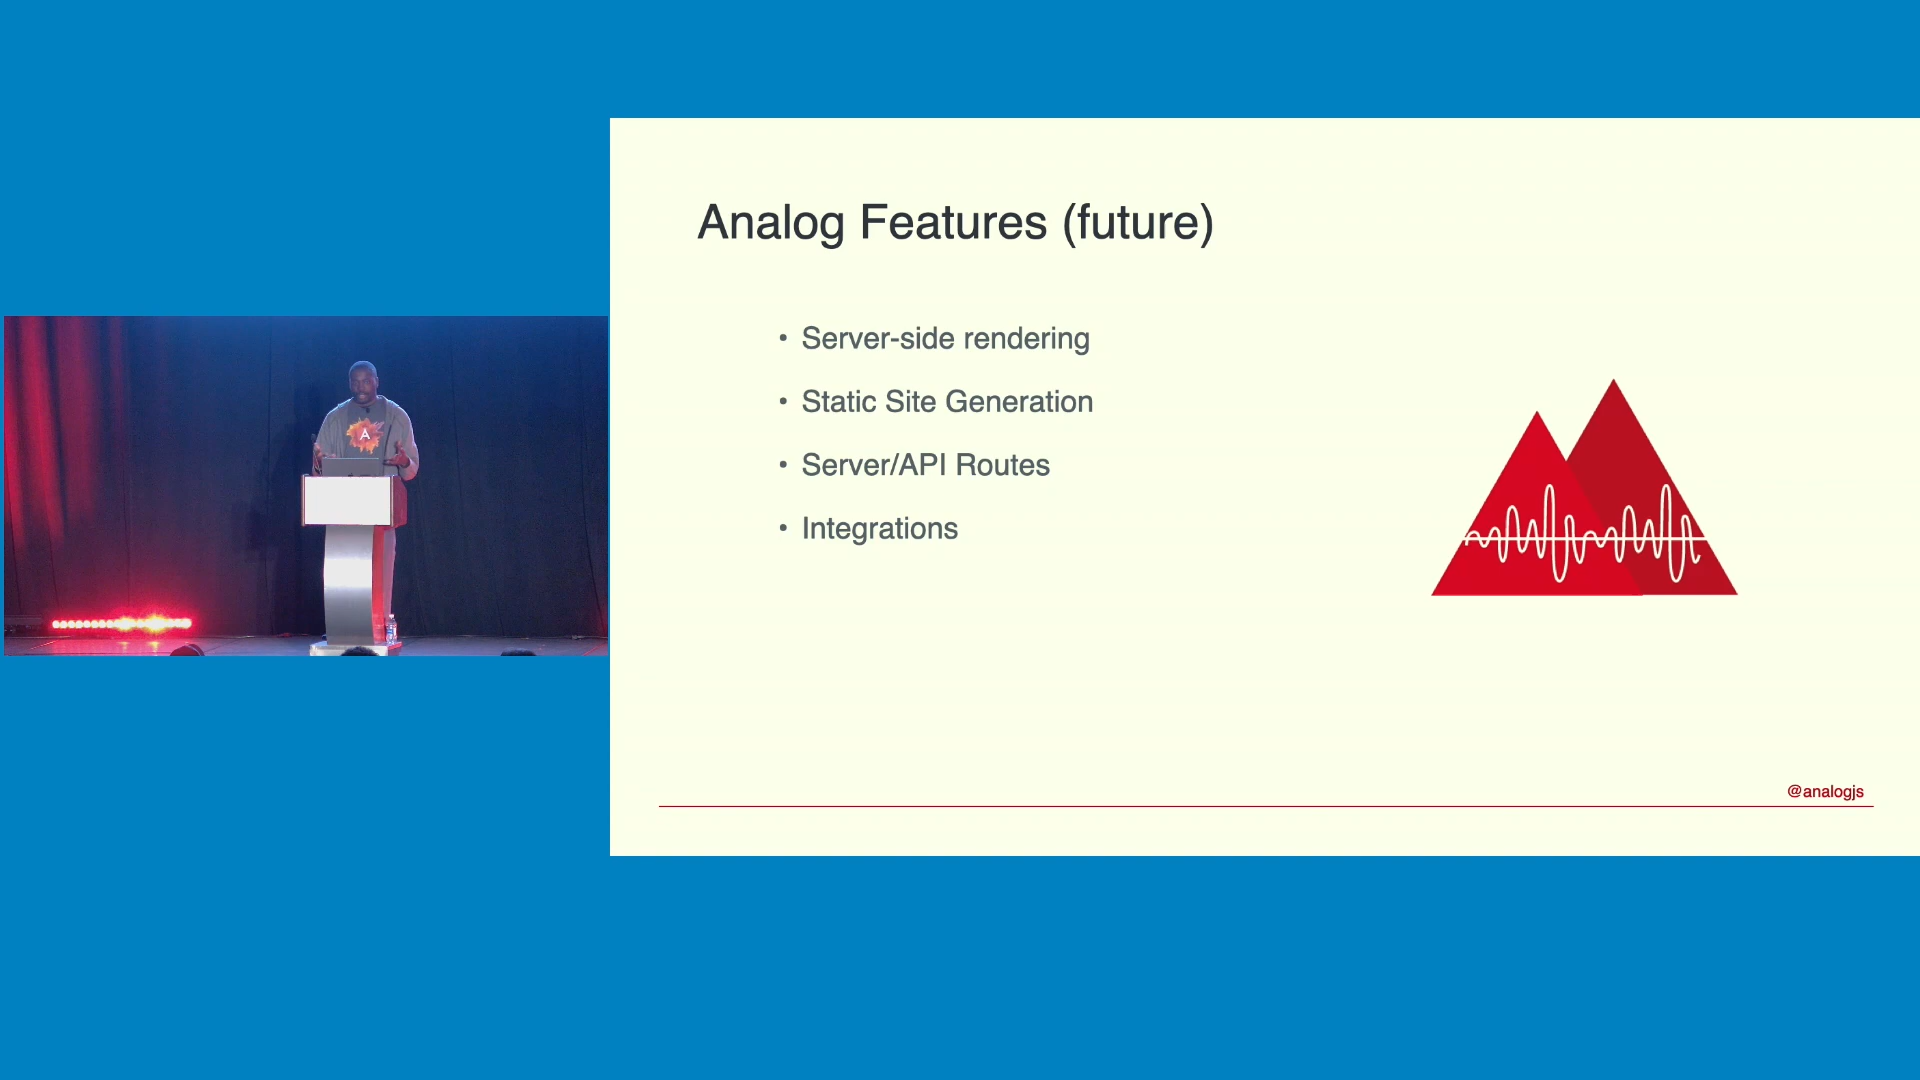 Analog Features (future)
• Server-side rendering
• Static Site Generation
• Server/API Routes
• Integrations
@analogjs
A